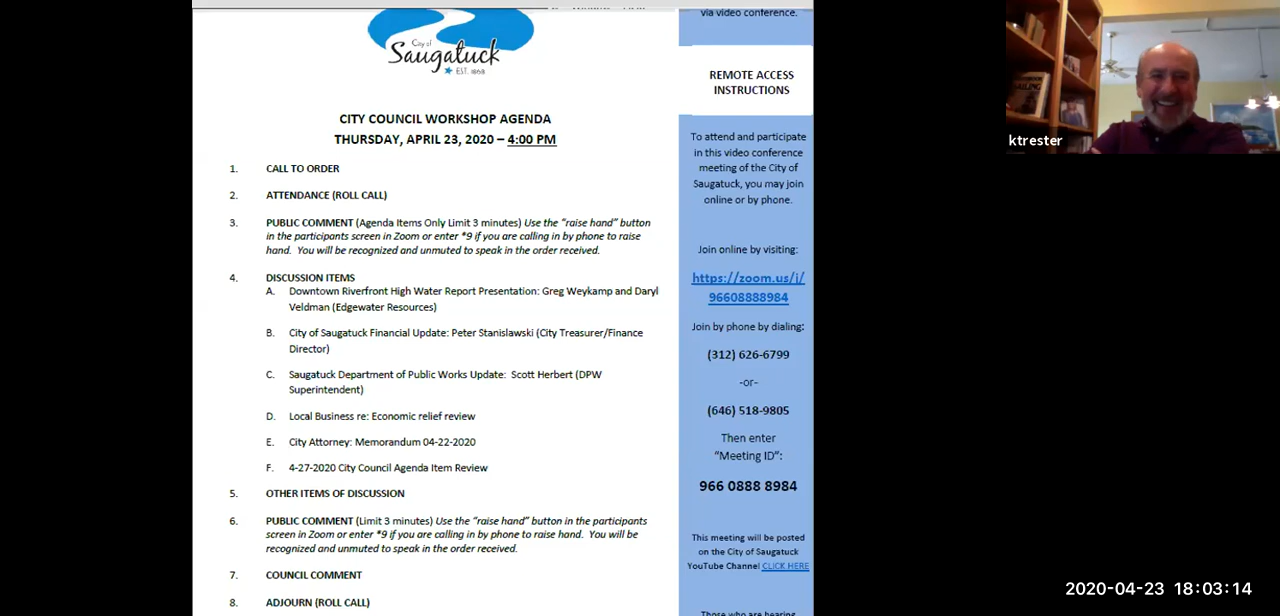 City of
Saugatuck
EST. 1868
CITY COUNCIL WORKSHOP AGENDA
THURSDAY, APRIL 23, 2020 – 4:00 PM
1. CALL TO ORDER
2. ATTENDANCE (ROLL CALL)
3. PUBLIC COMMENT (Agenda Items Only Limit 3 minutes) Use the "raise hand" button
in the participants screen in Zoom or enter *9 if you are calling in by phone to raise
hand. You will be recognized and unmuted to speak in the order received.
4. DISCUSSION ITEMS
A. Downtown Riverfront High Water Report Presentation: Greg Weykamp and Daryl
Veldman (Edgewater Resources)
B. City of Saugatuck Financial Update: Peter Stanislawski (City Treasurer/Finance
Director)
C. Saugatuck Department of Public Works Update: Scott Herbert (DPW
Superintendent)
D. Local Business re: Economic relief review
E. City Attorney: Memorandum 04-22-2020
F. 4-27-2020 City Council Agenda Item Review
5. OTHER ITEMS OF DISCUSSION
6. PUBLIC COMMENT (Limit 3 minutes) Use the "raise hand" button in the participants
screen in Zoom or enter *9 if you are calling in by phone to raise hand. You will be
recognized and unmuted to speak in the order received.
7. COUNCIL COMMENT
8. ADJOURN (ROLL CALL)
via video conference.
REMOTE ACCESS
INSTRUCTIONS
To attend and participate
in this video conference
meeting of the City of
Saugatuck, you may join
online or by phone.
Join online by visiting:
https://zoom.us/j/
96608888984
Join by phone by dialing:
(312) 626-6799
-or-
(646) 518-9805
Then enter
"Meeting ID":
966 0888 8984
This meeting will be posted
on the City of Saugatuck
YouTube Channel CLICK HERE
Those who are hearing
ktrester
2020-04-23 18:03:14